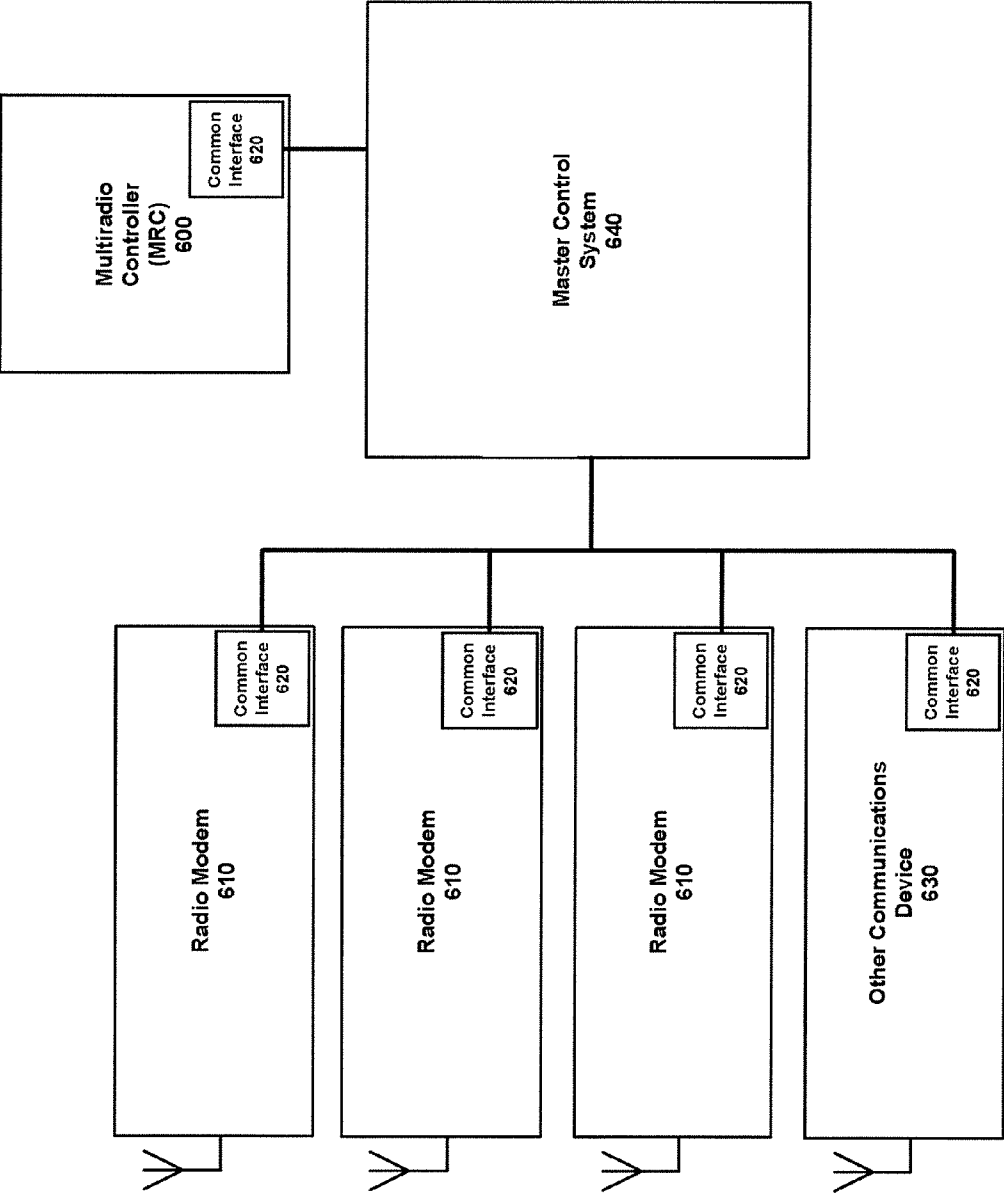 Multiradio
Controller
(MRC)
600
Common
Interface
620
Master Control
System
640
Radio Modem
610
Common
Interface
620
Radio Modem
610
Common
Interface
620
Radio Modem
610
Common
Interface
620
Other Communications
Device
630
Common
Interface
620